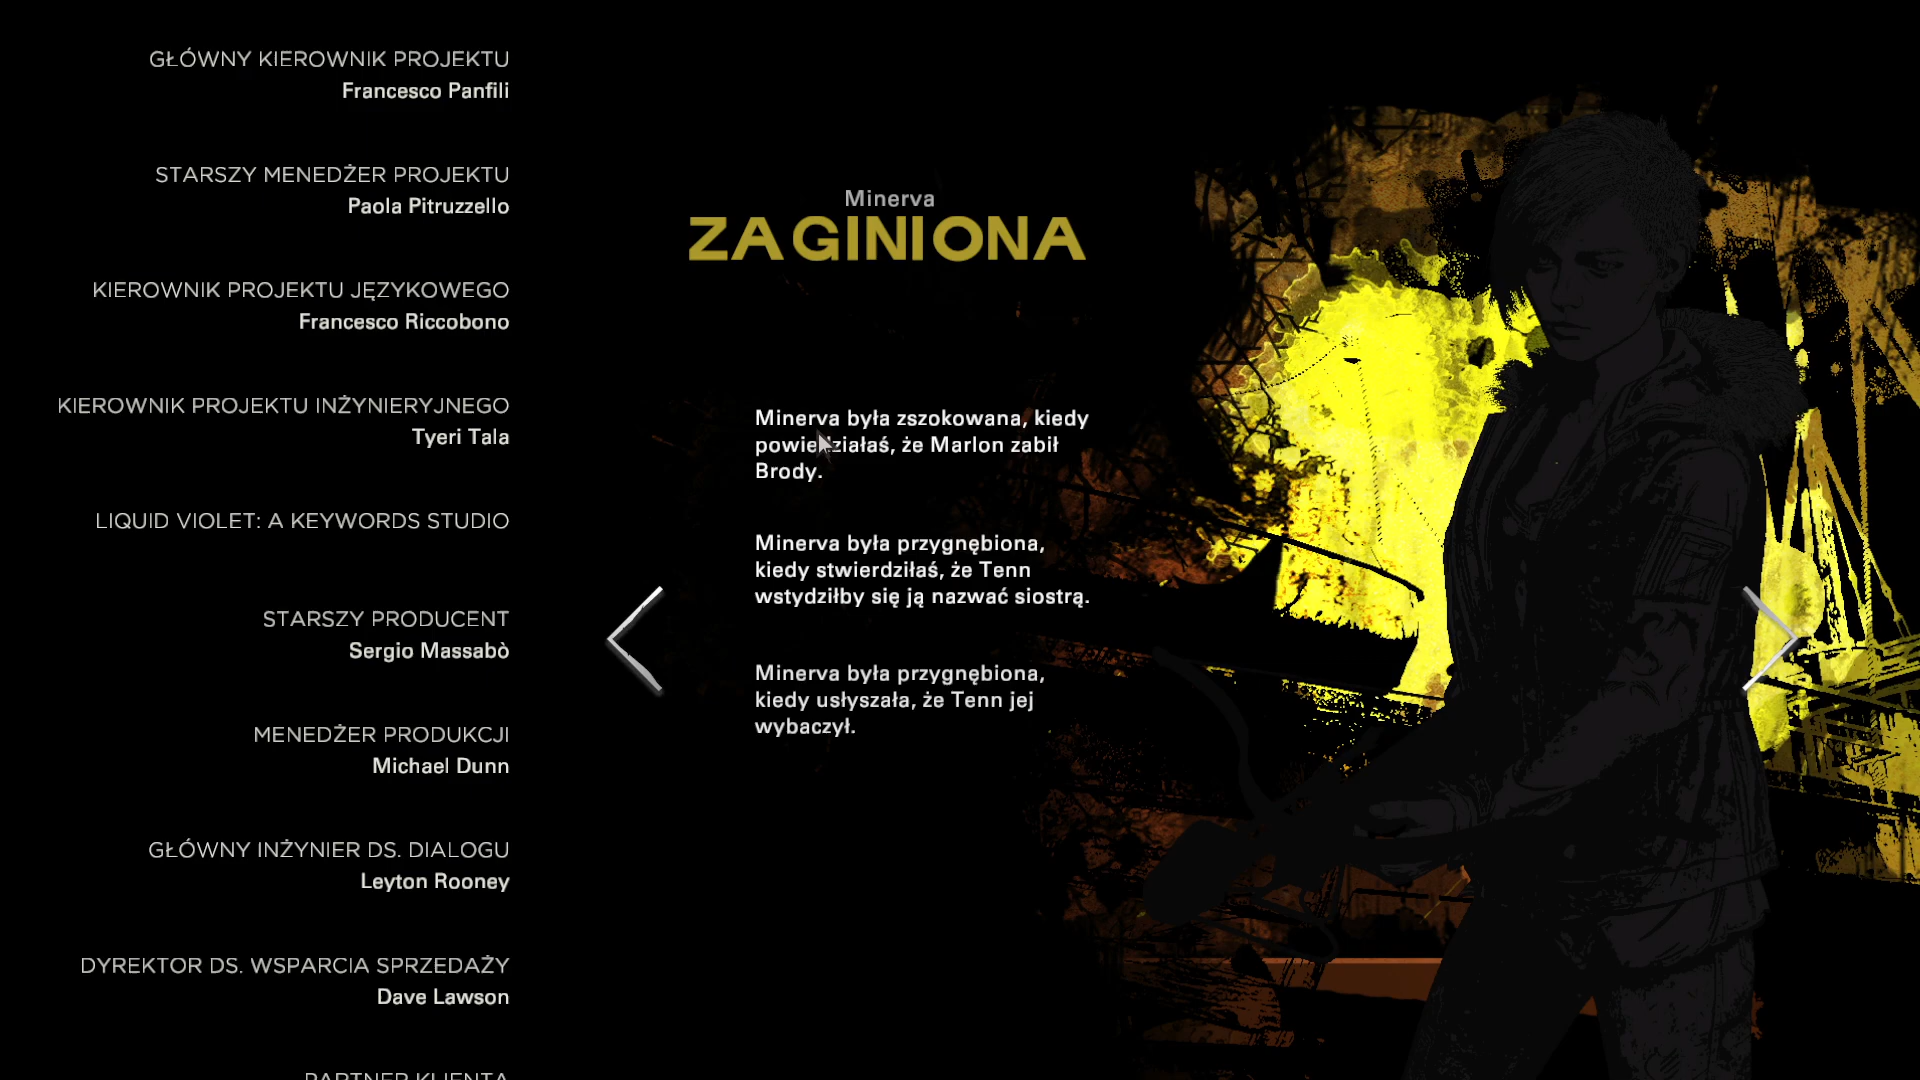 GŁÓWNY KIEROWNIK PROJEKTU
Francesco Panfili
STARSZY MENEDŻER PROJEKTU
Paola Pitruzzello
KIEROWNIK PROJEKTU JĘZYKOWEGO
Francesco Riccobono
KIEROWNIK PROJEKTU INŻYNIERYJNEGO
Tyeri Tala
LIQUID VIOLET: A KEYWORDS STUDIO
STARSZY PRODUCENT
Sergio Massabò
MENEDŻER PRODUKCJI
Michael Dunn
GŁÓWNY INŻYNIER DS. DIALOGU
Leyton Rooney
DYREKTOR DS. WSPARCIA SPRZEDAŻY
Dave Lawson
PARTNER KLIENTA
Minerva
ZAGINIONA
Minerva była zszokowana, kiedy
powiedziałaś, że Marlon zabił
Brody.
Minerva była przygnębiona,
kiedy stwierdziłaś, że Tenn
wstydziłby się ją nazwać siostrą.
Minerva była przygnębiona,
kiedy usłyszała, że Tenn jej
wybaczył.